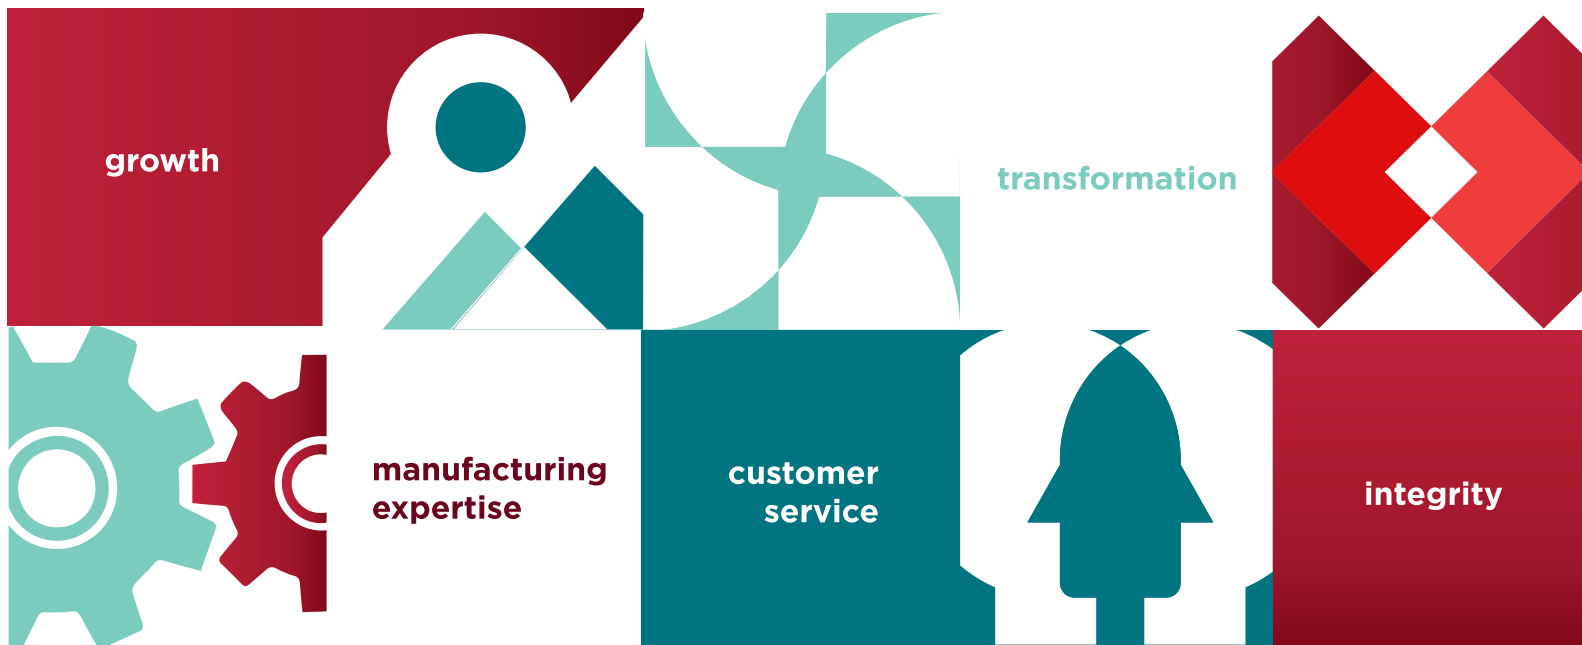 growth
transformation
manufacturing
expertise
customer
service
integrity